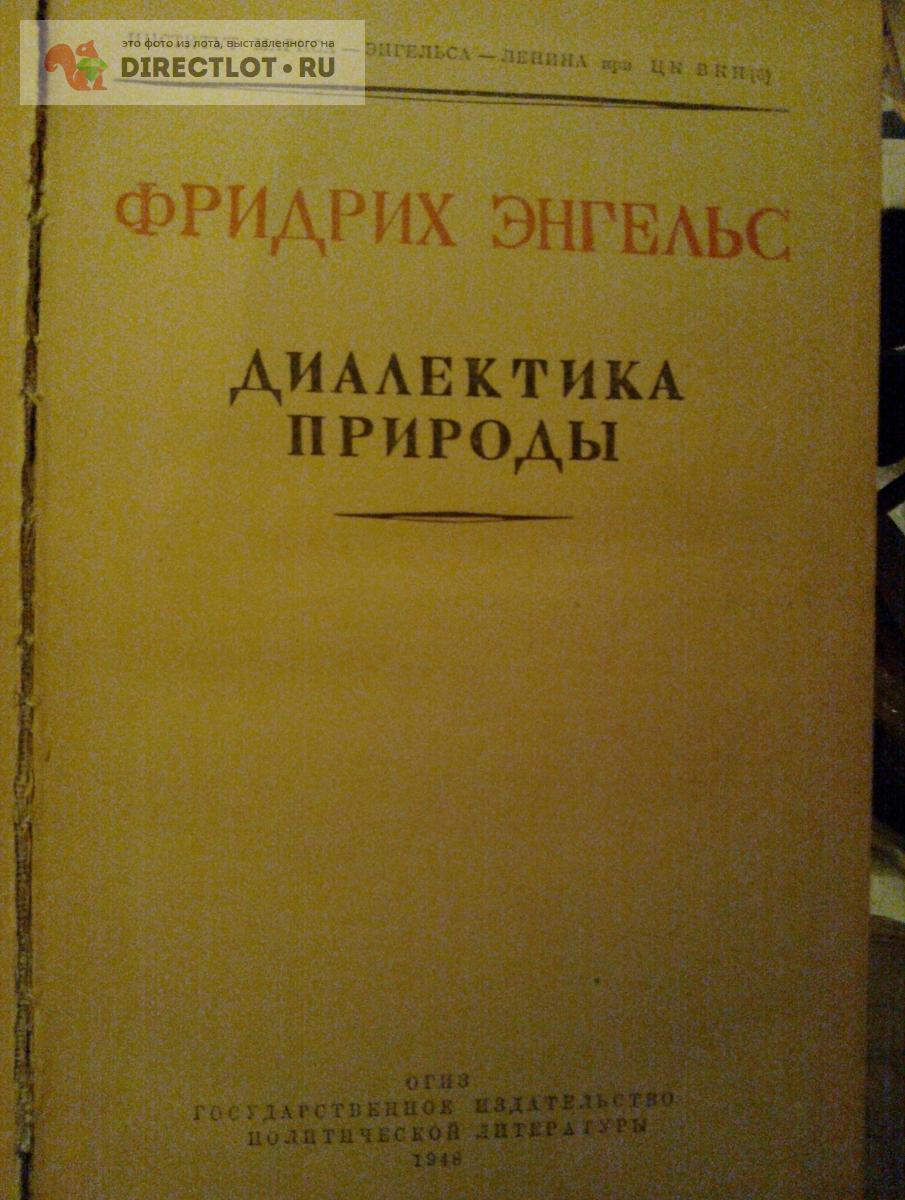 это фото из лота, выставленного на
DIRECTLOT•RU
— ЭНГЕЛЬСА — ЛЕНИНА при ЦК ВКП(б)
ФРИДРИХ ЭНГЕЛЬС
ДИАЛЕКТИКА
ПРИРОДЫ
ОГИЗ
ГОСУДАРСТВЕННОЕ ИЗДАТЕЛЬСТВО
ПОЛИТИЧЕСКОЙ ЛИТЕРАТУРЫ
1948